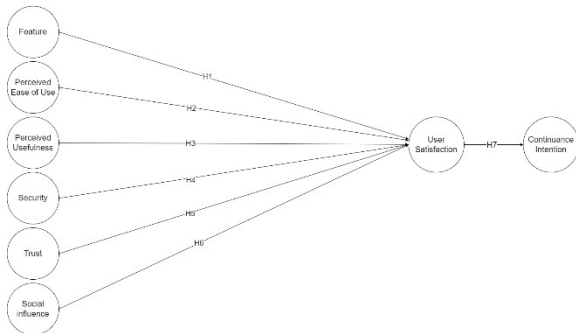 Feature
H1
Perceived
Ease of Use
H2
Perceived
Usefulness
H3
User
Satisfaction
H7
Continuance
Intention
Security
H4
Trust
H5
Social
influence
H6